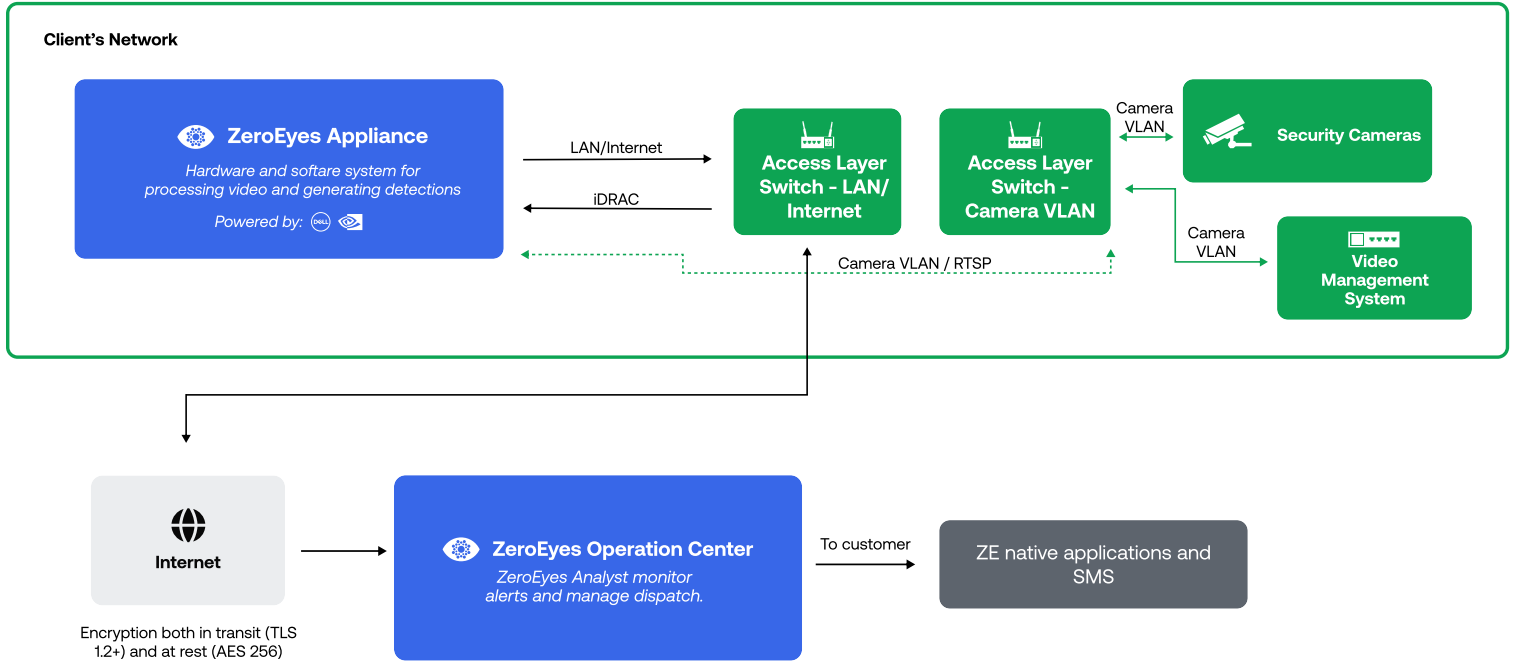 Client's Network
ZeroEyes Appliance
Hardware and softare system for
processing video and generating detections
Powered by:
DELL
LAN/Internet
iDRAC
Access Layer
Switch - LAN/
Internet
Access Layer
Switch -
Camera VLAN
Camera
VLAN
Security Cameras
Camera
VLAN
Video
Management
System
Camera VLAN / RTSP
Internet
Encryption both in transit (TLS
1.2+) and at rest (AES 256)
ZeroEyes Operation Center
ZeroEyes Analyst monitor
alerts and manage dispatch.
To customer
ZE native applications and
SMS